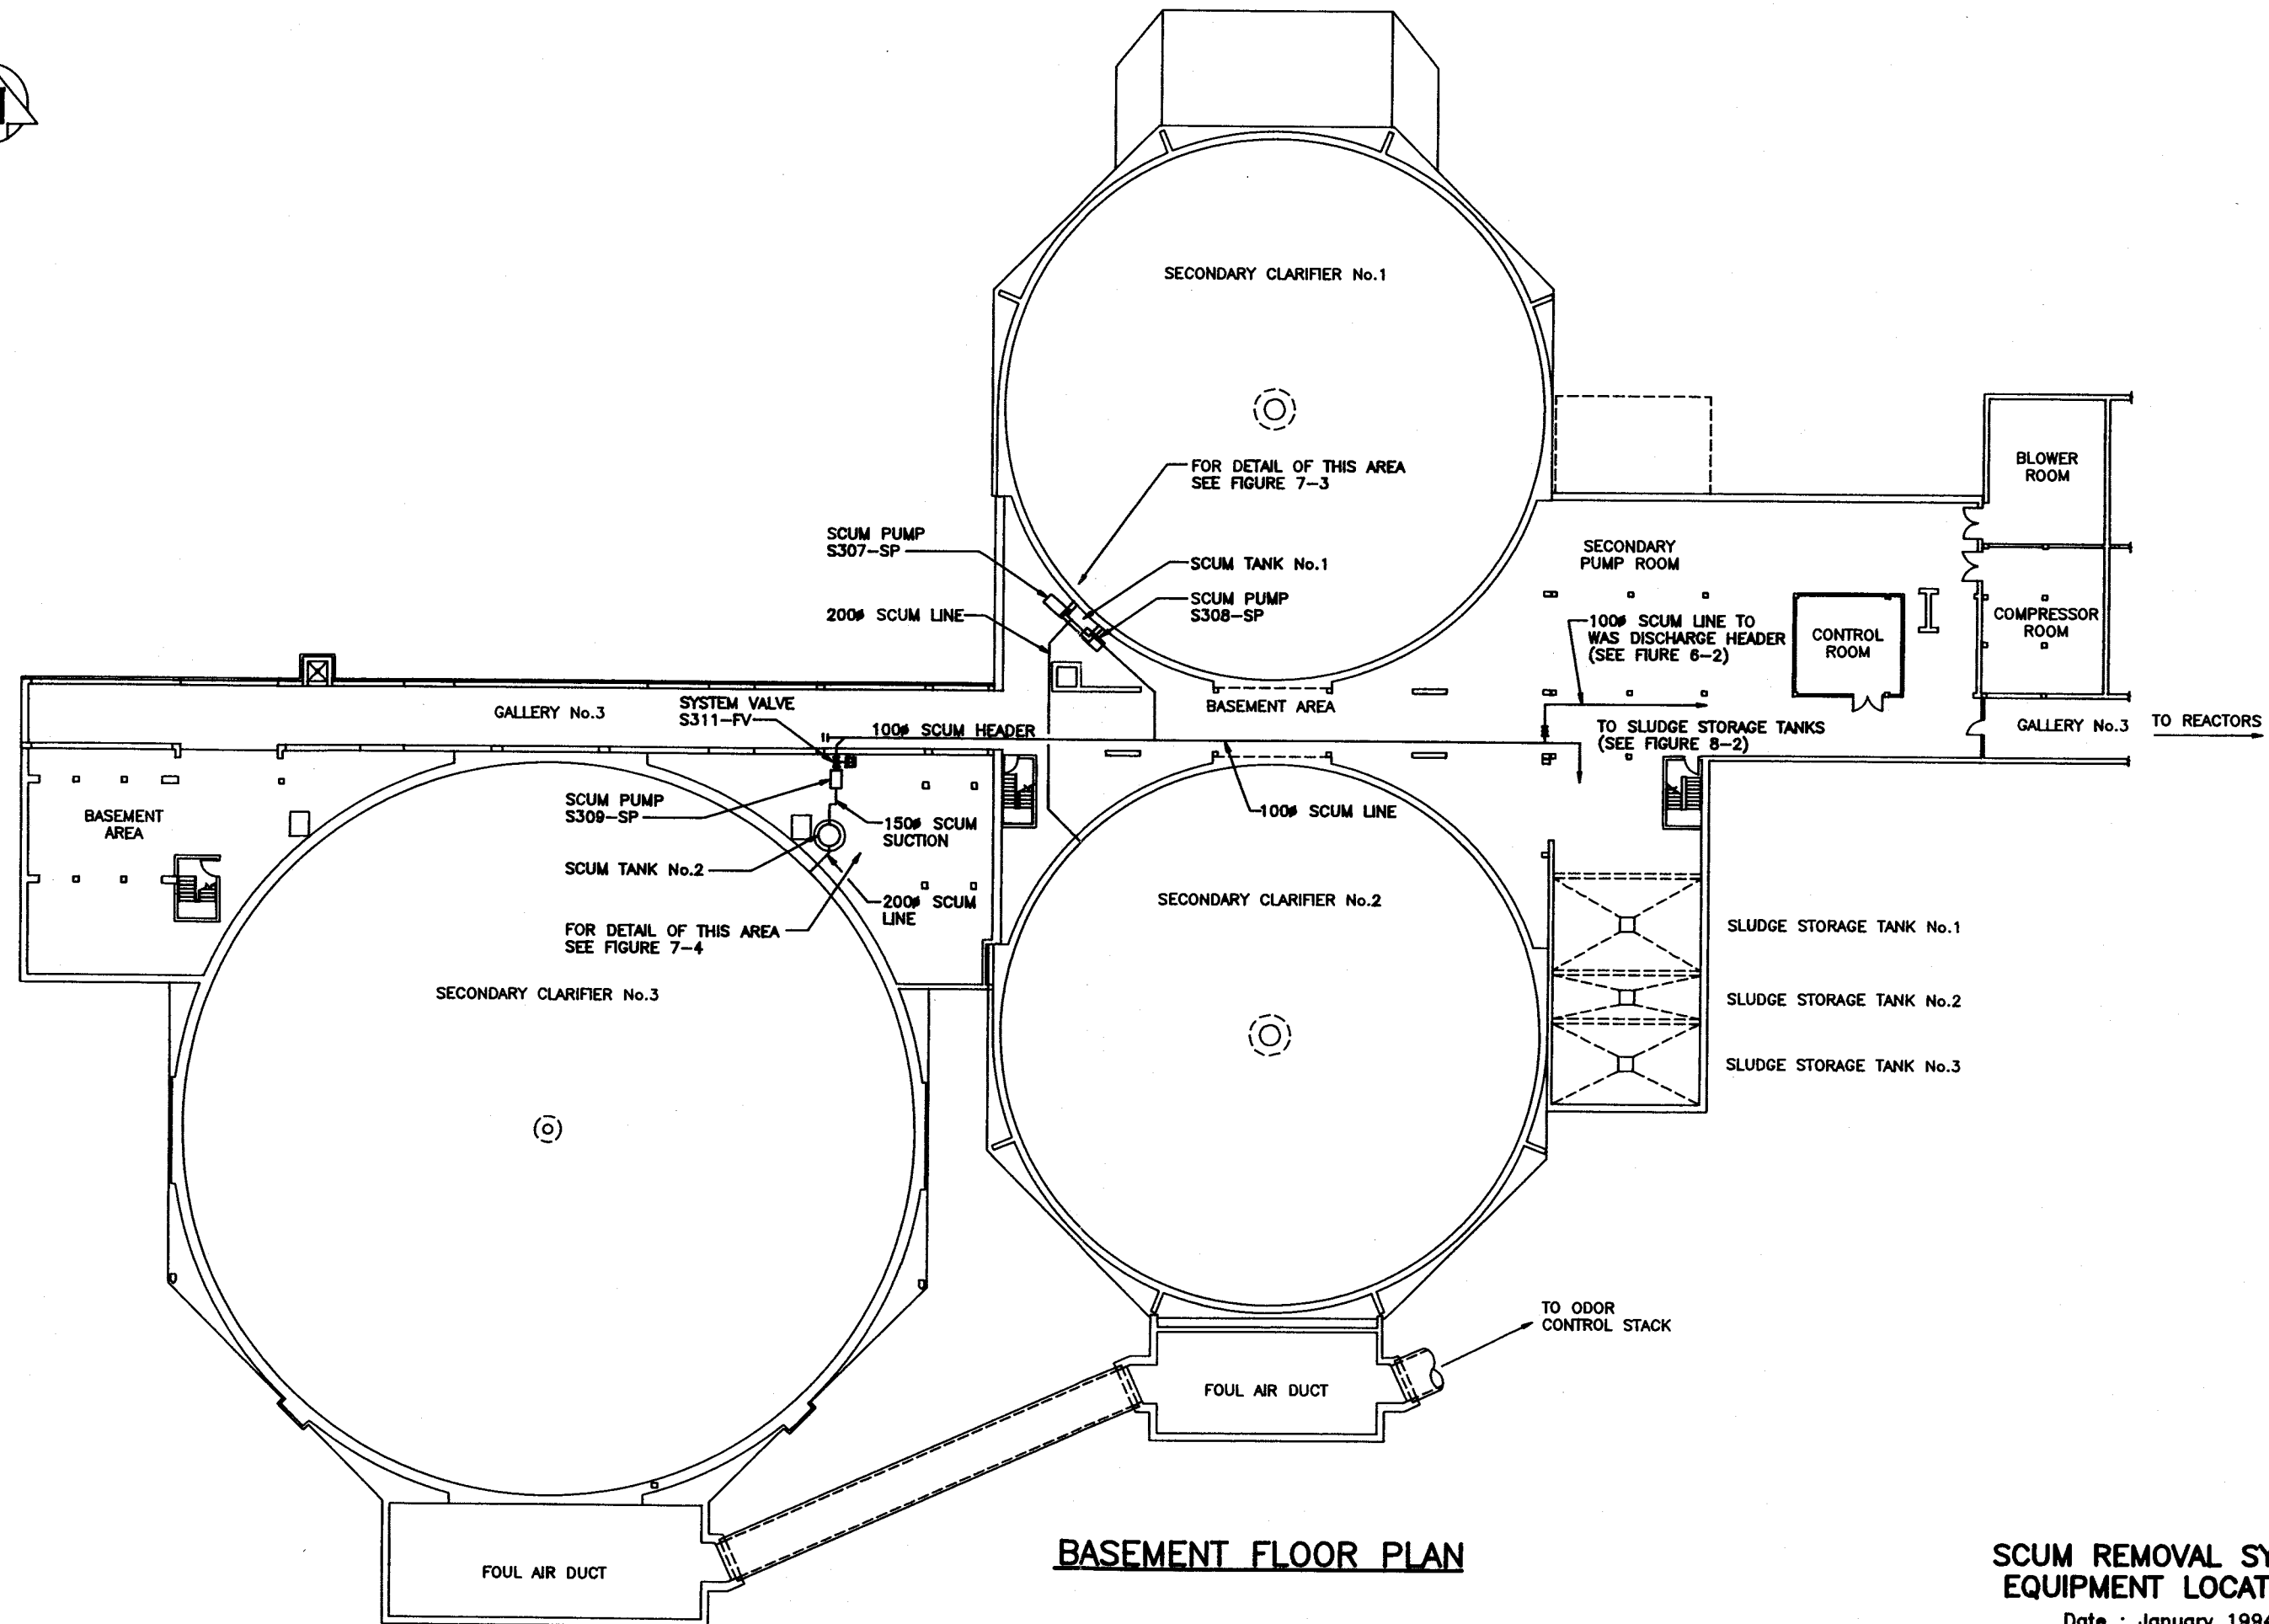 SECONDARY CLARIFIER No.1
FOR DETAIL OF THIS AREA
SEE FIGURE 7-3
BLOWER
ROOM
SCUM PUMP
S307-SP
SCUM TANK No.1
SECONDARY
PUMP ROOM
SCUM PUMP
S308-SP
200ø SCUM LINE
100ø SCUM LINE TO
WAS DISCHARGE HEADER
(SEE FIURE 6-2)
CONTROL
ROOM
COMPRESSOR
ROOM
GALLERY No.3
SYSTEM VALVE
S311-FV
100ø SCUM HEADER
BASEMENT AREA
TO SLUDGE STORAGE TANKS
(SEE FIGURE 8-2)
GALLERY No.3
TO REACTORS
BASEMENT
AREA
SCUM PUMP
S309-SP
150ø SCUM
SUCTION
100ø SCUM LINE
SCUM TANK No.2
200ø SCUM
LINE
FOR DETAIL OF THIS AREA
SEE FIGURE 7-4
SECONDARY CLARIFIER No.2
SLUDGE STORAGE TANK No.1
SECONDARY CLARIFIER No.3
SLUDGE STORAGE TANK No.2
SLUDGE STORAGE TANK No.3
TO ODOR
CONTROL STACK
FOUL AIR DUCT
FOUL AIR DUCT
BASEMENT FLOOR PLAN
SCUM REMOVAL
EQUIPMENT
Date : January 1994